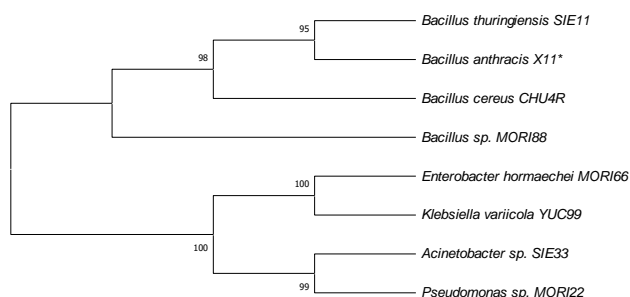 95
Bacillus thuringiensis SIE11
98
Bacillus anthracis X11*
Bacillus cereus CHU4R
Bacillus sp. MORI88
100
Enterobacter hormaechei MORI66
Klebsiella variicola YUC99
100
Acinetobacter sp. SIE33
99
Pseudomonas sp. MORI22